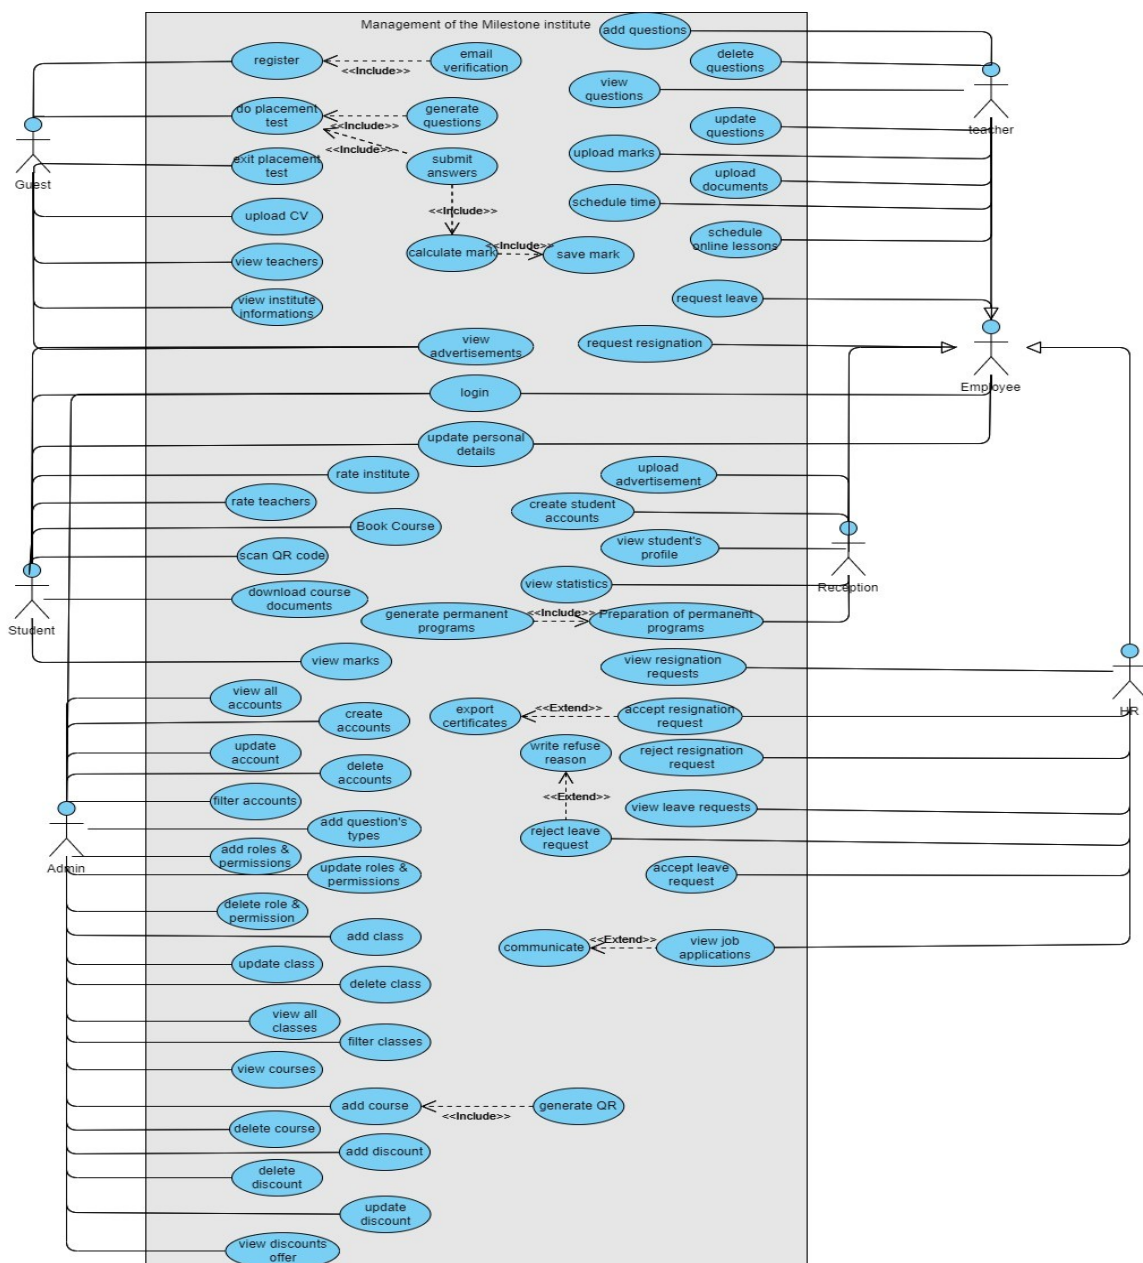 Management of the Milestone institute
add questions
register
<<Include>>
email
verification
delete
questions
view
questions
teacher
do placement
test
<<Include>>
generate
questions
update
questions
<<Include>>
submit
answers
upload marks
exit placement
test
Guest
upload
documents
upload CV
<<Include>>
schedule time
schedule
online lessons
view teachers
calculate mark
<<Include>>
save mark
view institute
informations
request leave
view
advertisements
request resignation
Employee
login
update personal
details
rate institute
upload
advertisement
rate teachers
create student
accounts
Book Course
view student's
profile
scan QR code
view statistics
Reception
download course
documents
Student
generate permanent
programs
<<Include>>
Preparation of permanent
programs
view marks
view resignation
requests
view all
accounts
create
accounts
export
certificates
<<Extend>>
accept resignation
request
HR
update
account
write refuse
reason
reject resignation
request
delete
accounts
<<Extend>>
filter accounts
view leave requests
add question's
types
reject leave
request
Admin
add roles &
permissions
update roles &
permissions
accept leave
request
delete role &
permission
add class
communicate
<<Extend>>
view job
applications
update class
delete class
view all
classes
filter classes
view courses
add course
<<Include>>
generate QR
delete course
add discount
delete
discount
update
discount
view discounts
offer